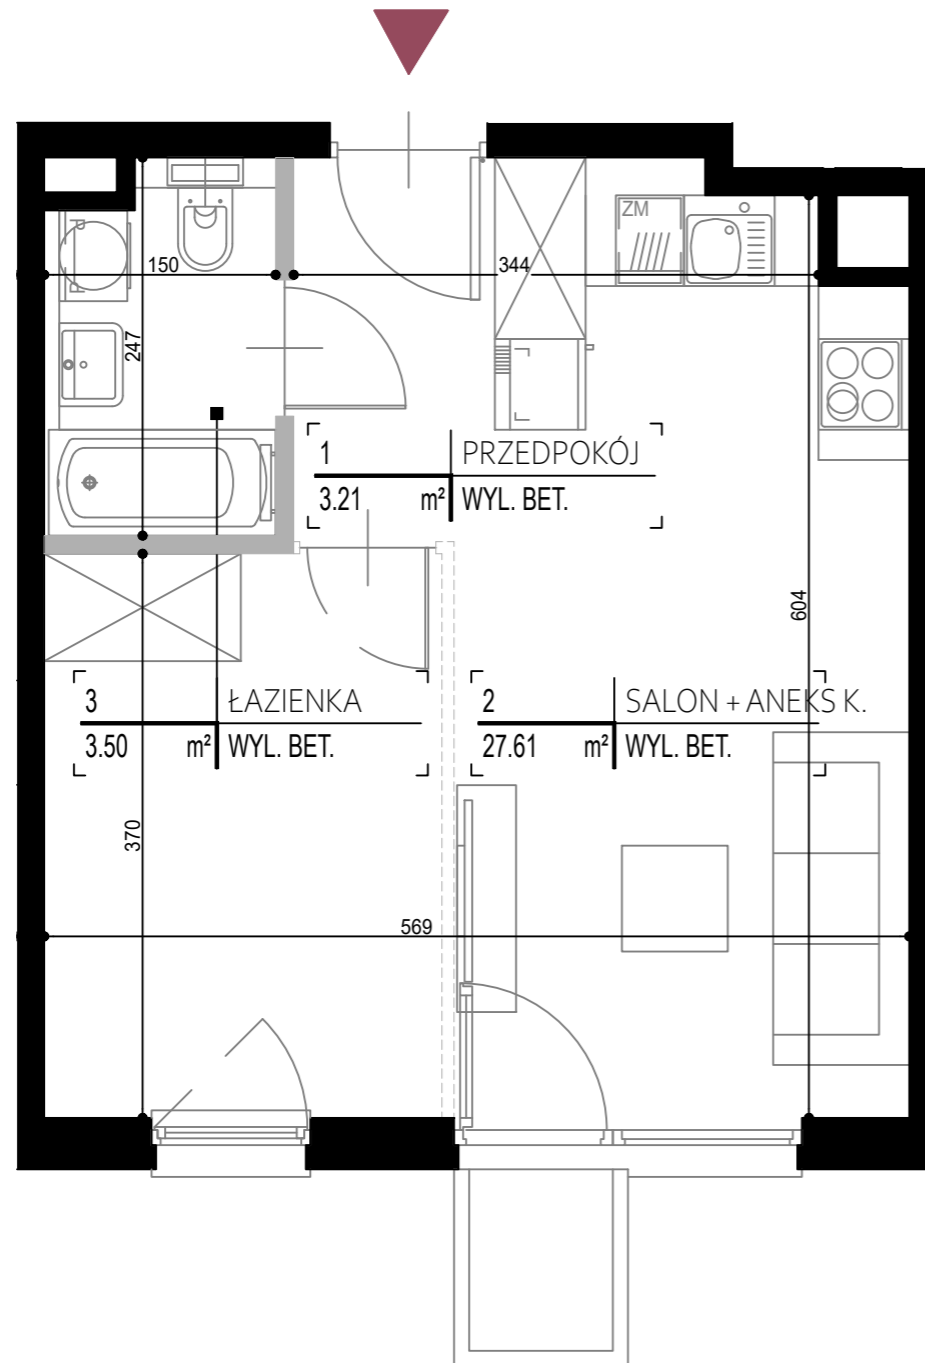 ZM
P
R
150
344
247
1 PRZEDPOKÓJ
3.21 m² WYL. BET.
604
3 ŁAZIENKA
3.50 m² WYL. BET.
2 SALON + ANEKS K.
27.61 m² WYL. BET.
370
569